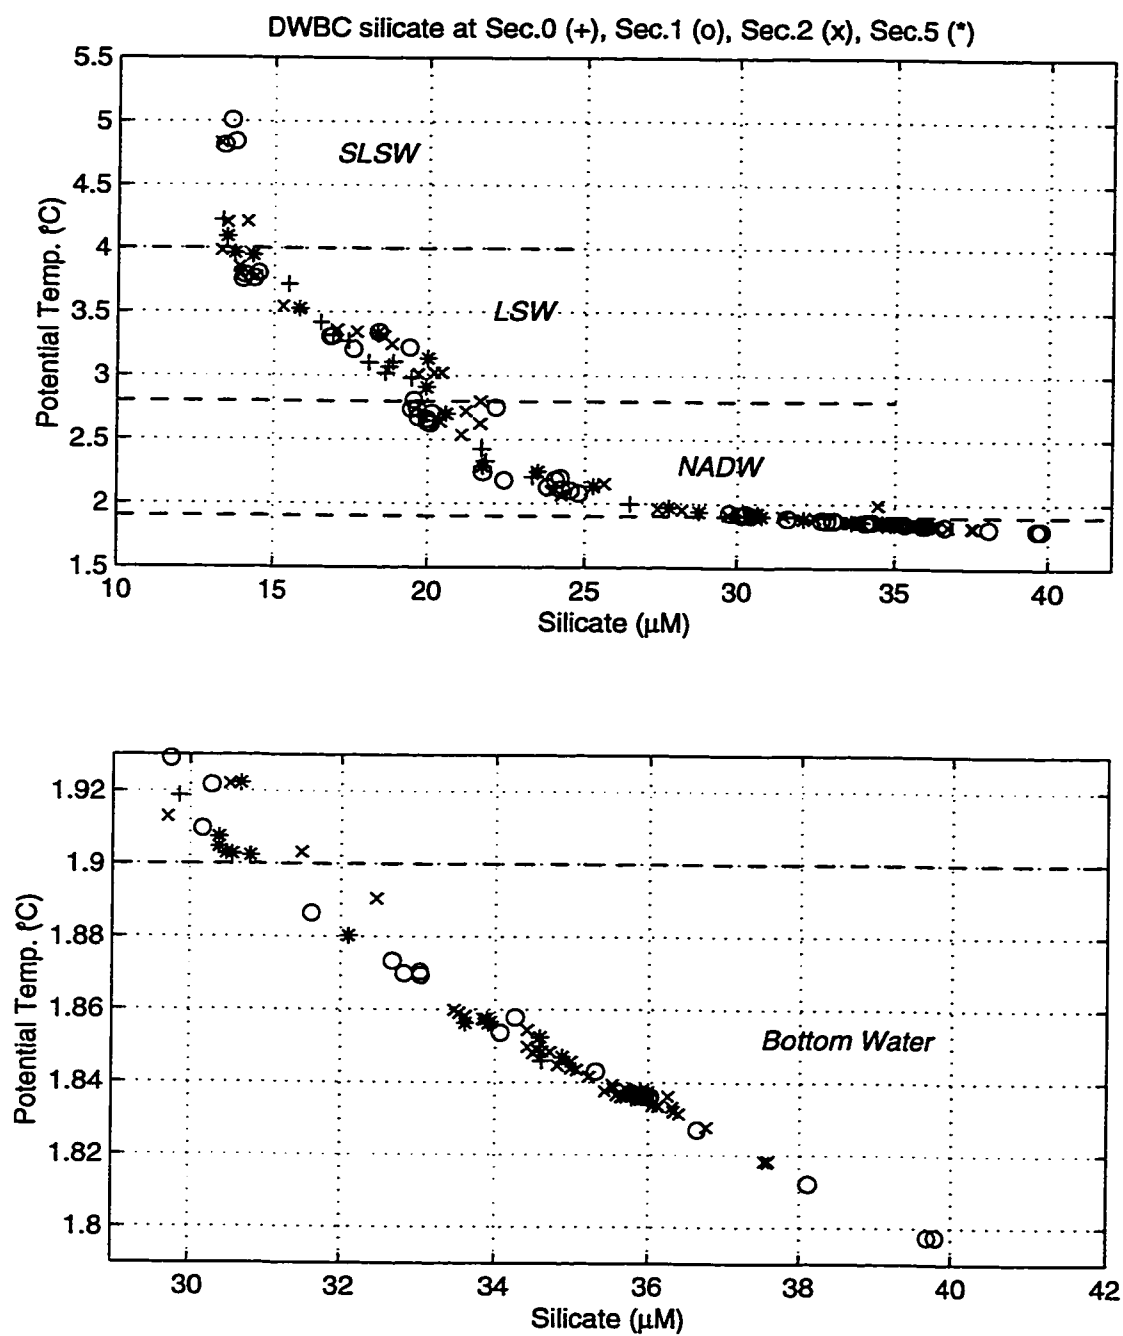 DWBC silicate at Sec.0 (+), Sec.1 (o), Sec.2 (x), Sec.5 (*)
5.5
5
4.5
4
3.5
3
2.5
2
1.5
Potential Temp. (°C)
SLSW
LSW
NADW
10 15 20 25 30 35 40
Silicate (μM)
1.92
1.9
1.88
1.86
1.84
1.82
1.8
Potential Temp. (°C)
Bottom Water
30 32 34 36 38 40 42
Silicate (μM)